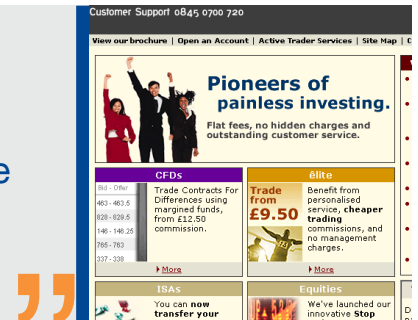 Customer Support 0845 0700 720
View our brochure | Open an Account | Active Trader Services | Site Map |
Pioneers of
painless investing.
Flat fees, no hidden charges and
outstanding customer service.
CFDs
Bid - Offer
463 - 463.5
828 - 828.5
146 - 146.25
765 - 763
337 - 338
Trade Contracts For
Differences using
margined funds,
from £12.50
commission.
More
élite
Trade
from
£9.50
Benefit from
personalised
service, cheaper
trading
commissions, and
no management
charges.
More
ISAs
You can now
transfer your
Equities
We've launched our
innovative Stop
e
”